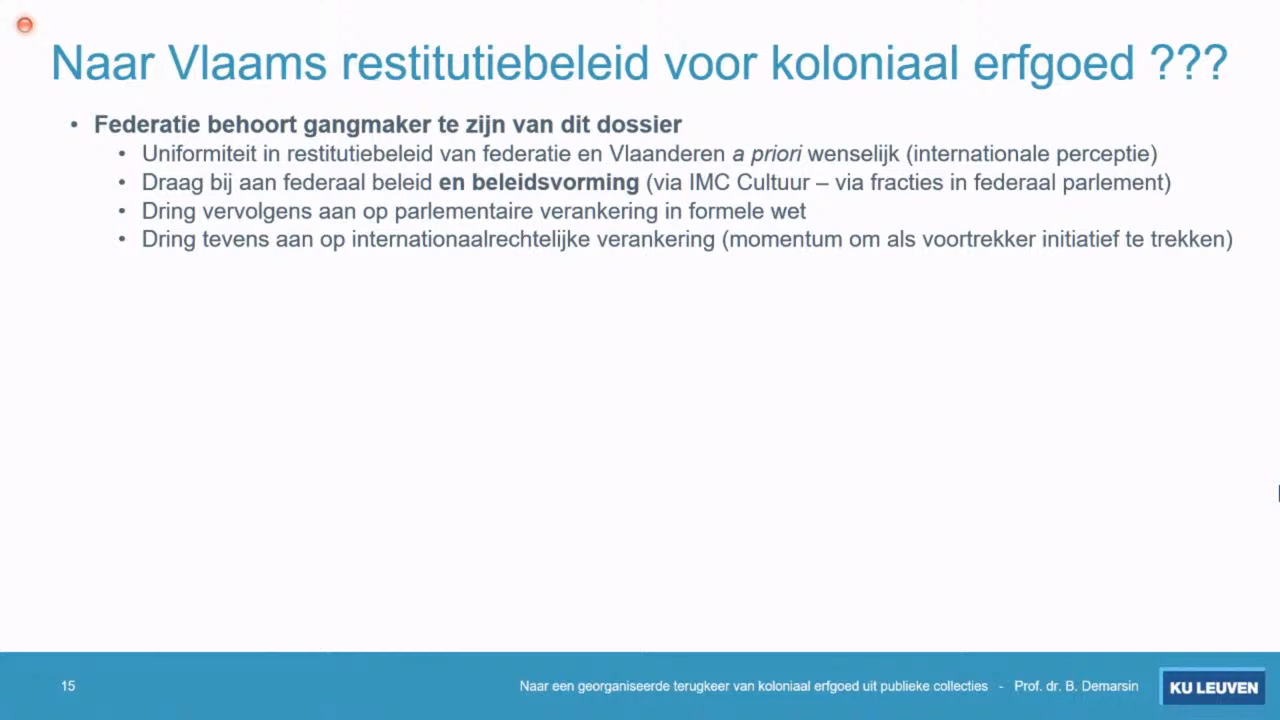 Naar Vlaams restitutiebeleid voor koloniaal erfgoed ???
• Federatie behoort gangmaker te zijn van dit dossier
• Uniformiteit in restitutiebeleid van federatie en Vlaanderen a priori wenselijk (internationale perceptie)
• Draag bij aan federaal beleid en beleidsvorming (via IMC Cultuur – via fracties in federaal parlement)
• Dring vervolgens aan op parlementaire verankering in formele wet
• Dring tevens aan op internationaalrechtelijke verankering (momentum om als voortrekker initiatief te trekken)
15
Naar een georganiseerde terugkeer van koloniaal erfgoed uit publieke collecties - Prof. dr. B. Demarsin
KU LEUVEN